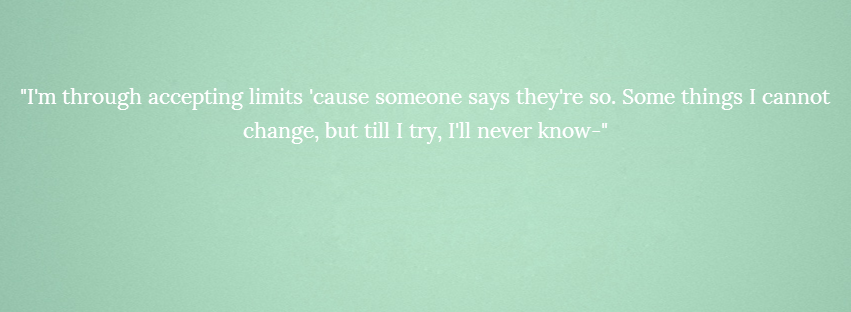 "I'm through accepting limits 'cause someone says they're so. Some things I cannot
change, but till I try, I'll never know-"